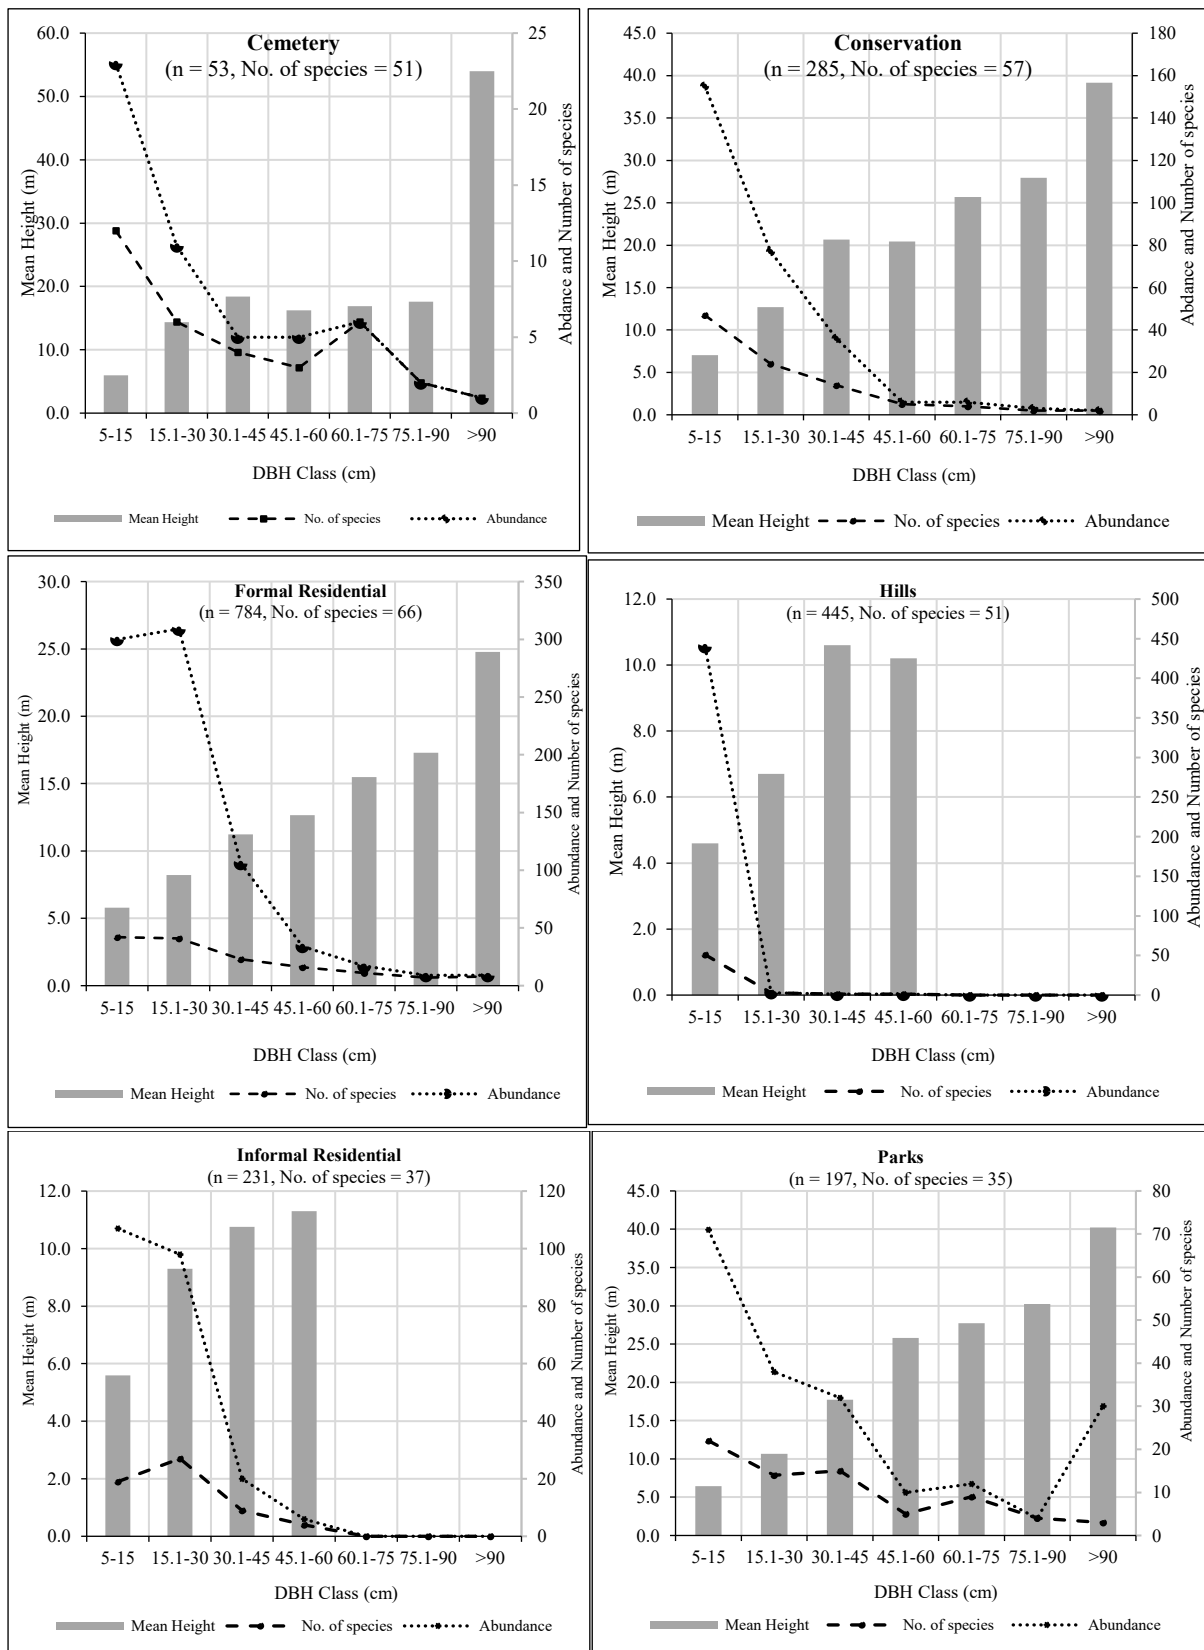 Cemetery
(n = 53, No. of species = 51)
60.0
50.0
40.0
30.0
20.0
10.0
0.0
Mean Height (m)
25
20
15
10
5
0
Abdance and Number of species
5-15 15.1-30 30.1-45 45.1-60 60.1-75 75.1-90 >90
DBH Class (cm)
Mean Height No. of species Abundance
Conservation
(n = 285, No. of species = 57)
45.0
40.0
35.0
30.0
25.0
20.0
15.0
10.0
5.0
0.0
Mean Height (m)
180
160
140
120
100
80
60
40
20
0
Abdance and Number of species
5-15 15.1-30 30.1-45 45.1-60 60.1-75 75.1-90 >90
DBH Class (cm)
Mean Height No. of species Abundance
Formal Residential
(n = 784, No. of species = 66)
30.0
25.0
20.0
15.0
10.0
5.0
0.0
Mean Height (m)
350
300
250
200
150
100
50
0
Abundance and Number of species
5-15 15.1-30 30.1-45 45.1-60 60.1-75 75.1-90 >90
DBH Class (cm)
Mean Height No. of species Abundance
Hills
(n = 445, No. of species = 51)
12.0
10.0
8.0
6.0
4.0
2.0
0.0
Mean Height (m)
500
450
400
350
300
250
200
150
100
50
0
Abundance and Number of species
5-15 15.1-30 30.1-45 45.1-60 60.1-75 75.1-90 >90
DBH Class (cm)
Mean Height No. of species Abundance
Informal Residential
(n = 231, No. of species = 37)
12.0
10.0
8.0
6.0
4.0
2.0
0.0
Mean Height (m)
120
100
80
60
40
20
0
Abundance and Number of species
5-15 15.1-30 30.1-45 45.1-60 60.1-75 75.1-90 >90
DBH Class (cm)
Mean Height No. of species Abundance
Parks
(n = 197, No. of species = 35)
45.0
40.0
35.0
30.0
25.0
20.0
15.0
10.0
5.0
0.0
Mean Height (m)
80
70
60
50
40
30
20
10
0
Abundance and Number of species
5-15 15.1-30 30.1-45 45.1-60 60.1-75 75.1-90 >90
DBH Class (cm)
Mean Height No. of species Abundance